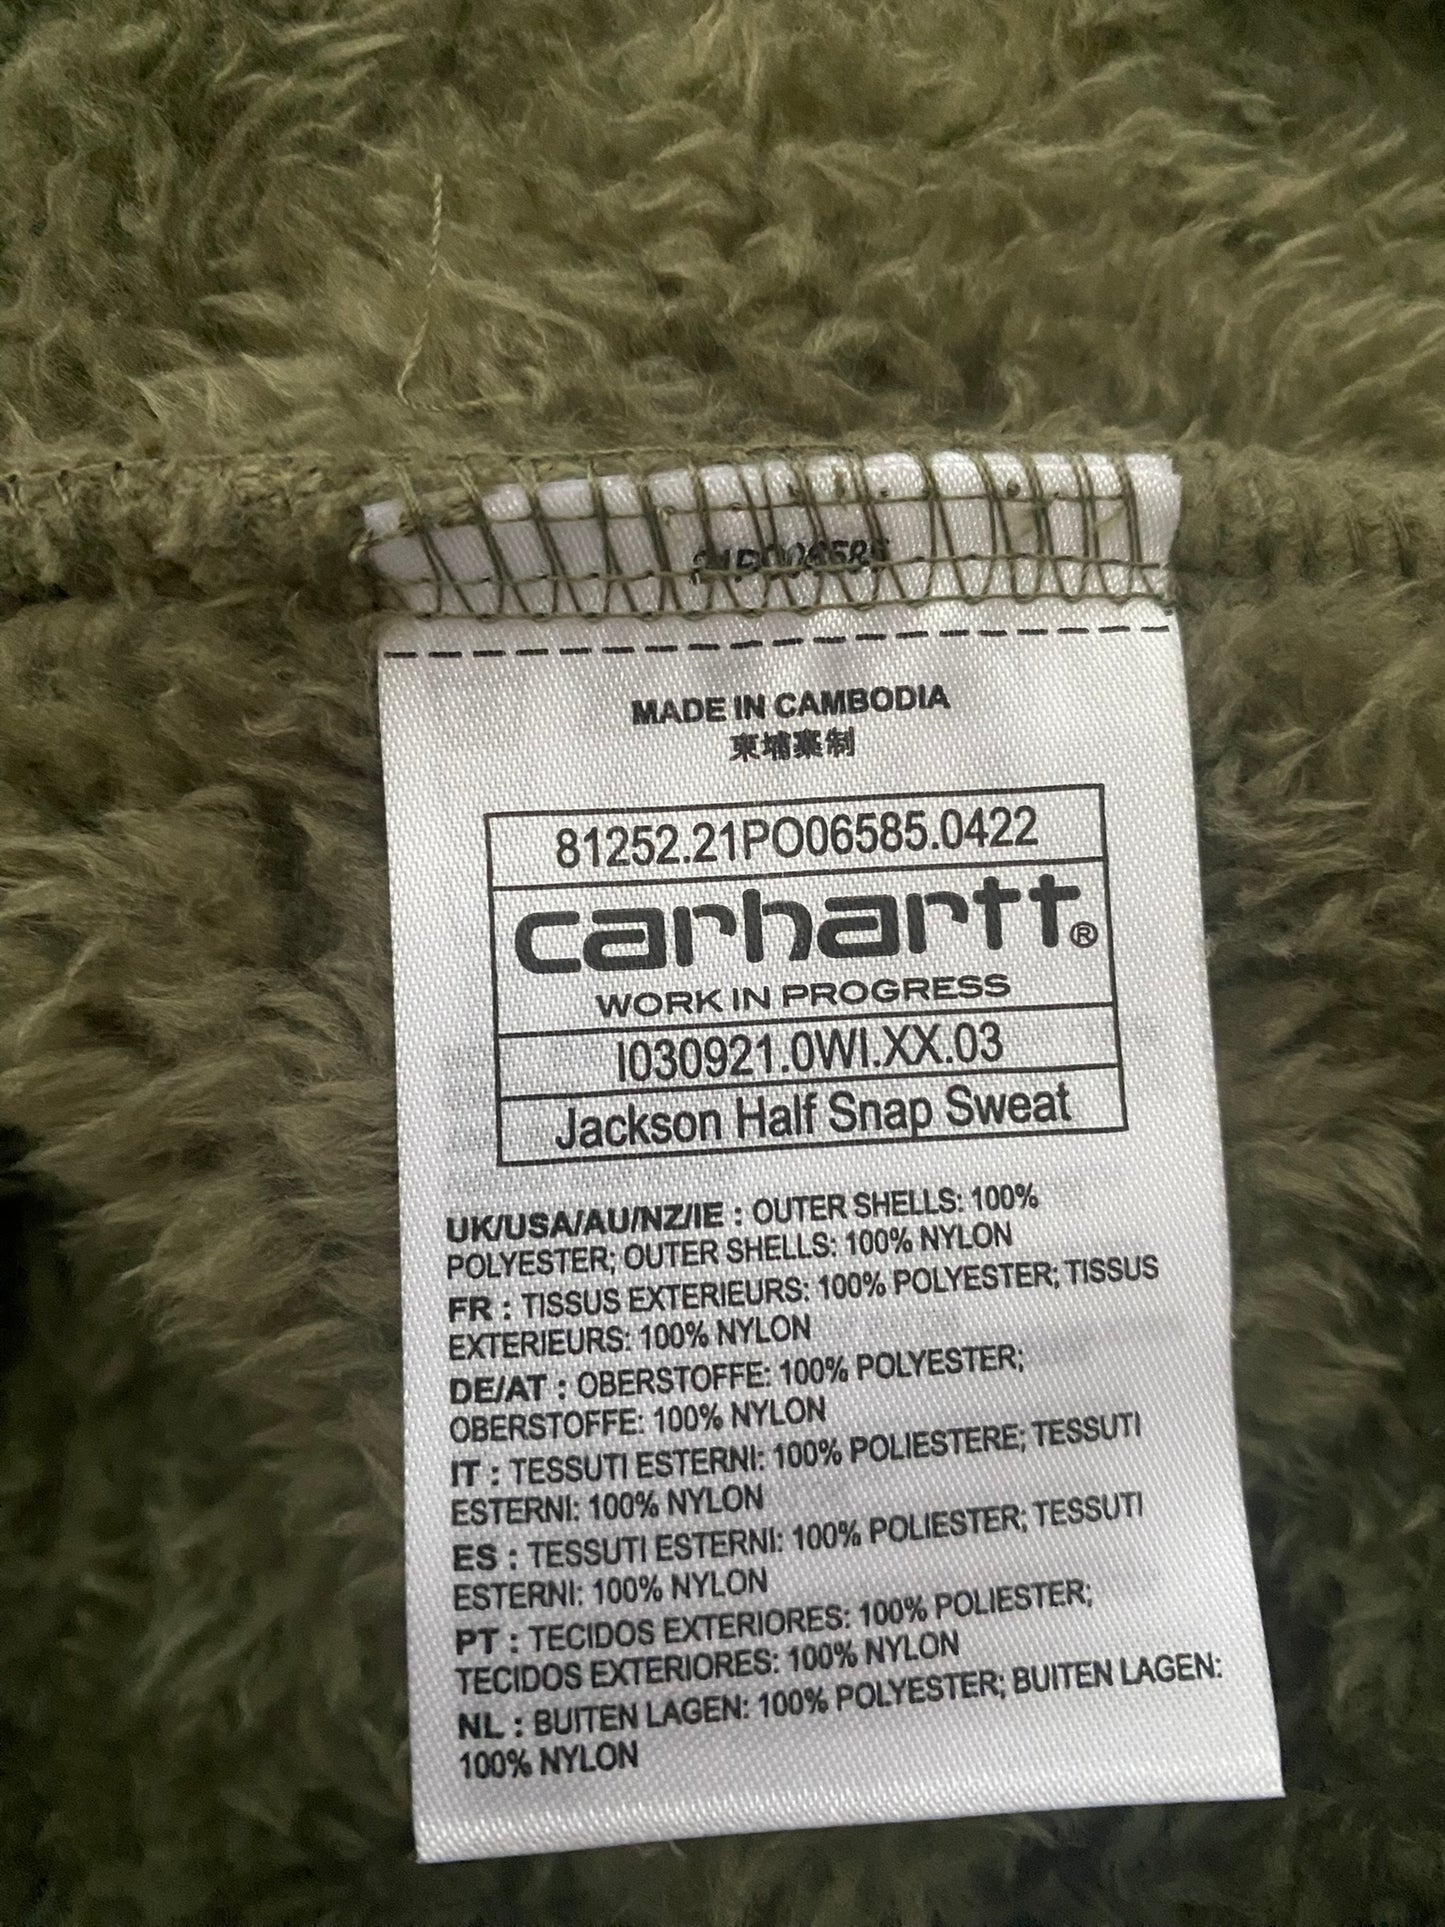 21PO06585
MADE IN CAMBODIA
柬埔寨制
81252.21PO06585.0422
carhartt®
WORK IN PROGRESS
I030921.0WI.XX.03
Jackson Half Snap Sweat
UK/USA/AU/NZ/IE : OUTER SHELLS: 100%
POLYESTER; OUTER SHELLS: 100% NYLON
FR : TISSUS EXTERIEURS: 100% POLYESTER; TISSUS
EXTERIEURS: 100% NYLON
DE/AT : OBERSTOFFE: 100% POLYESTER;
OBERSTOFFE: 100% NYLON
IT : TESSUTI ESTERNI: 100% POLIESTERE; TESSUTI
ESTERNI: 100% NYLON
ES : TESSUTI ESTERNI: 100% POLIESTER; TESSUTI
ESTERNI: 100% NYLON
PT : TECIDOS EXTERIORES: 100% POLIESTER;
TECIDOS EXTERIORES: 100% NYLON
NL : BUITEN LAGEN: 100% POLYESTER; BUITEN LAGEN:
100% NYLON